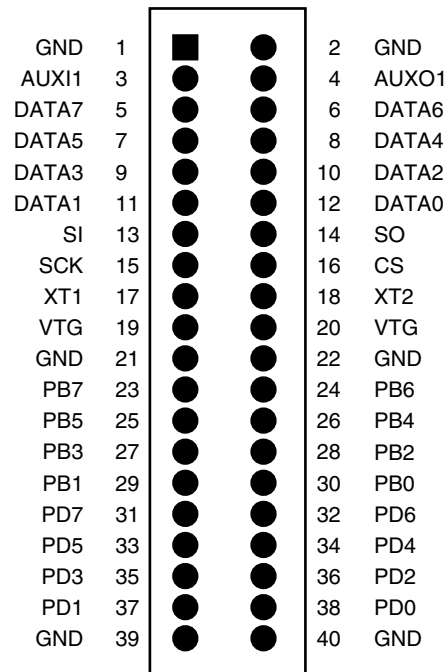 GND 1 2 GND
AUXI1 3 4 AUXO1
DATA7 5 6 DATA6
DATA5 7 8 DATA4
DATA3 9 10 DATA2
DATA1 11 12 DATA0
SI 13 14 SO
SCK 15 16 CS
XT1 17 18 XT2
VTG 19 20 VTG
GND 21 22 GND
PB7 23 24 PB6
PB5 25 26 PB4
PB3 27 28 PB2
PB1 29 30 PB0
PD7 31 32 PD6
PD5 33 34 PD4
PD3 35 36 PD2
PD1 37 38 PD0
GND 39 40 GND